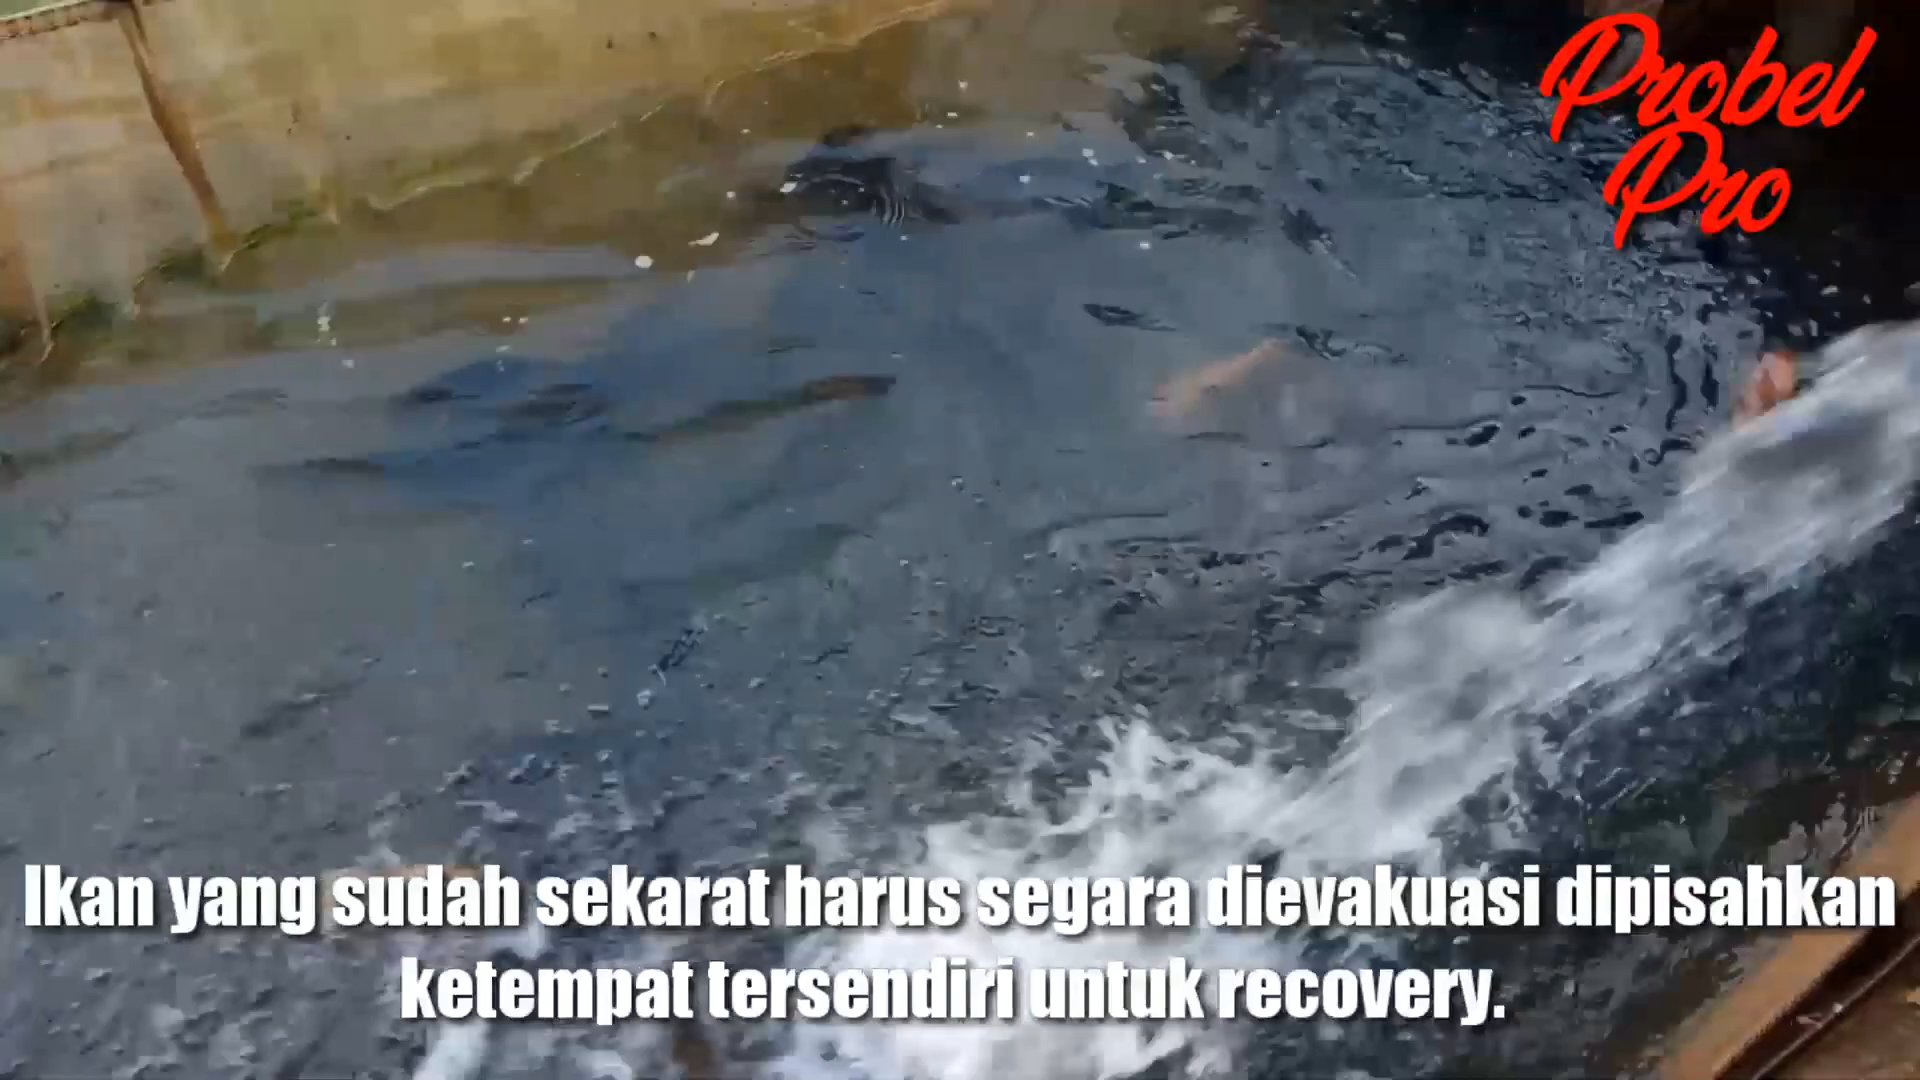 Probel
Pro
Ikan yang sudah sekarat harus segara dievakuasi dipisahkan
ketempat tersendiri untuk recovery.